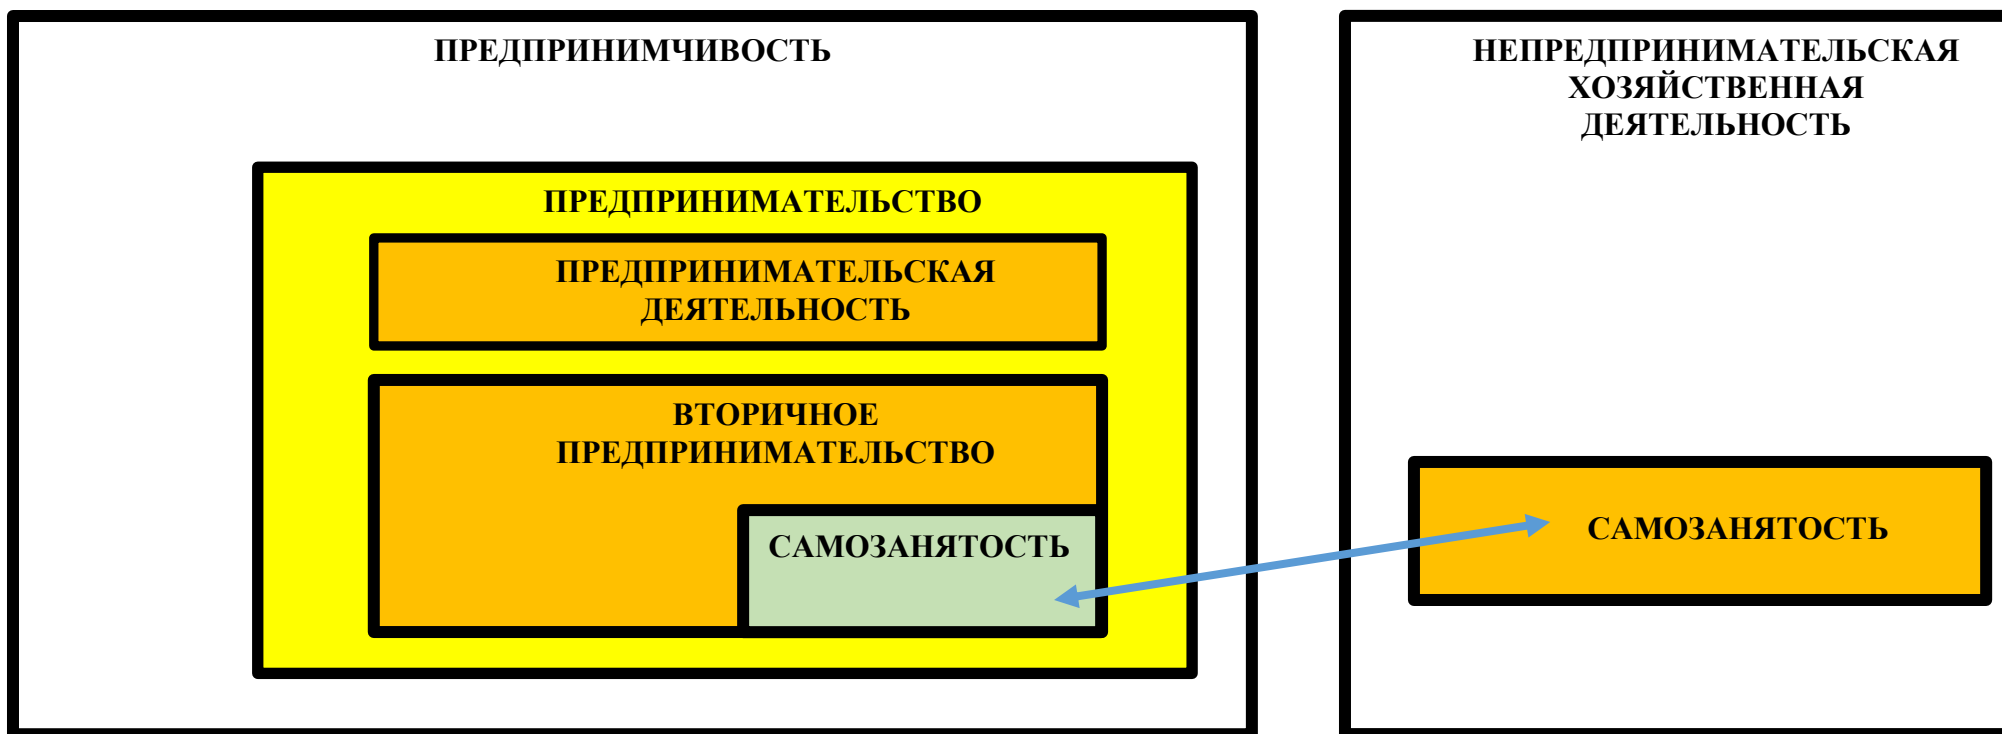 ПРЕДПРИНИМЧИВОСТЬ
ПРЕДПРИНИМАТЕЛЬСТВО
ПРЕДПРИНИМАТЕЛЬСКАЯ
ДЕЯТЕЛЬНОСТЬ
ВТОРИЧНОЕ
ПРЕДПРИНИМАТЕЛЬСТВО
САМОЗАНЯТОСТЬ
НЕПРЕДПРИНИМАТЕЛЬСКАЯ
ХОЗЯЙСТВЕННАЯ
ДЕЯТЕЛЬНОСТЬ
САМОЗАНЯТОСТЬ